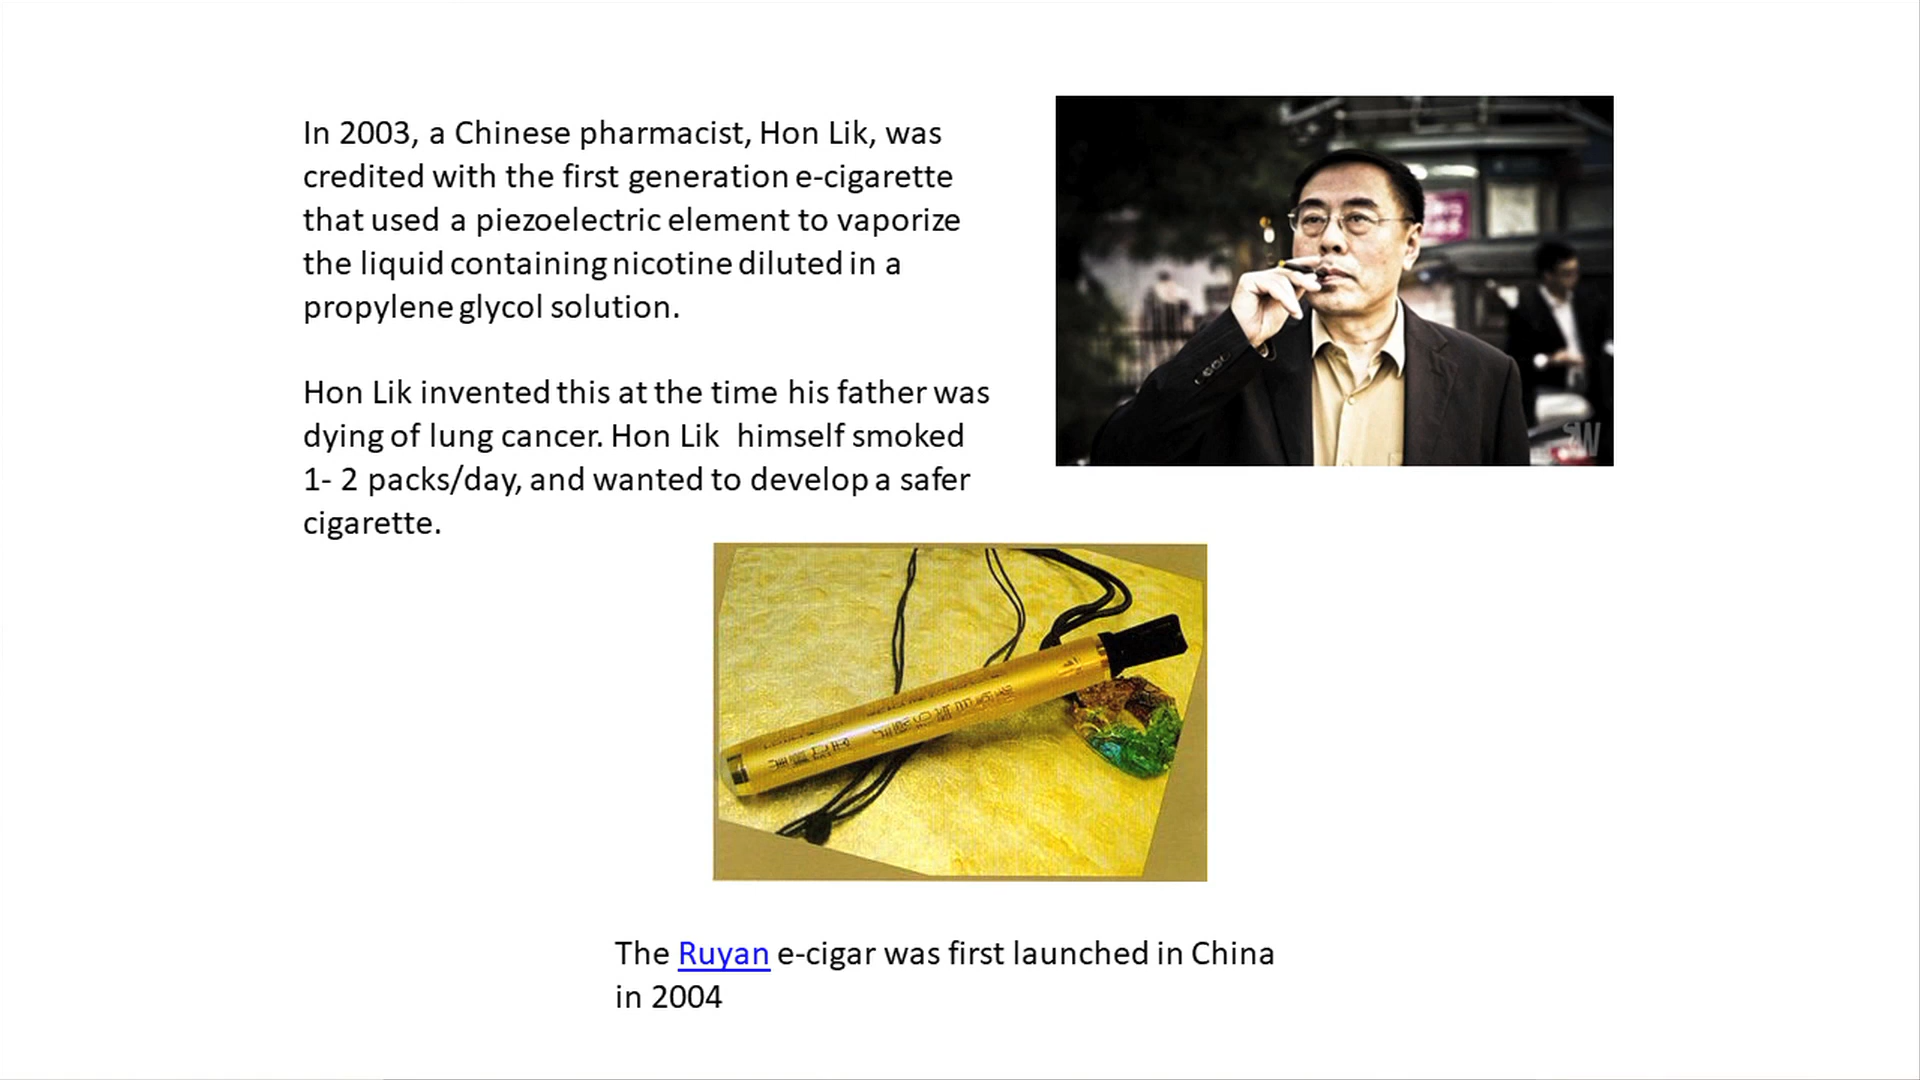 In 2003, a Chinese pharmacist, Hon Lik, was
credited with the first generation e-cigarette
that used a piezoelectric element to vaporize
the liquid containing nicotine diluted in a
propylene glycol solution.
Hon Lik invented this at the time his father was
dying of lung cancer. Hon Lik himself smoked
1- 2 packs/day, and wanted to develop a safer
cigarette.
The Ruyan e-cigar was first launched in China
in 2004